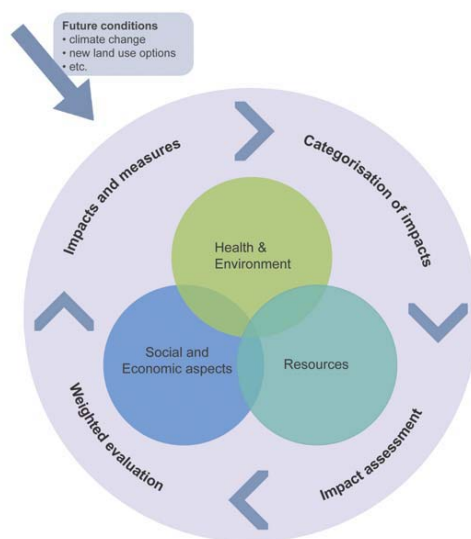 Future conditions
• climate change
• new land use options
• etc.
Impacts and measures
Categorisation of impacts
Health &
Environment
Social and
Economic aspects
Resources
Weighted evaluation
Impact assessment